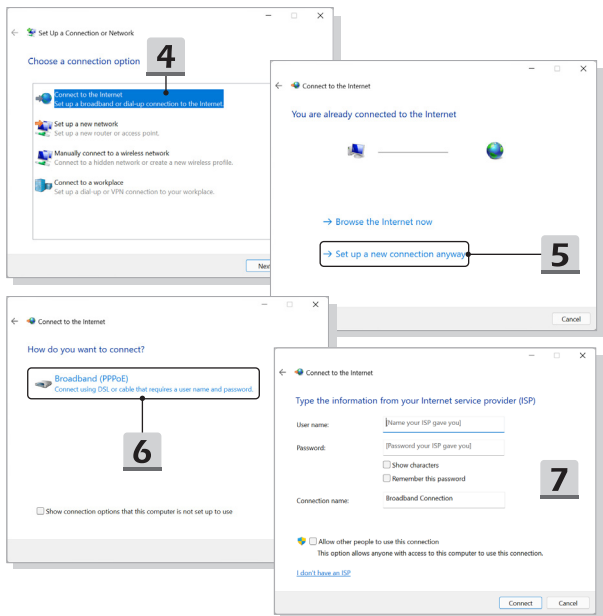 Set Up a Connection or Network
Choose a connection option
4
Connect to the Internet
Set up a broadband or dial-up connection to the Internet.
Set up a new network
Set up a new router or access point.
Manually connect to a wireless network
Connect to a hidden network or create a new wireless profile.
Connect to a workplace
Set up a dial-up or VPN connection to your workplace.
Connect to the Internet
You are already connected to the Internet
→ Browse the Internet now
→ Set up a new connection anyway
5
Cancel
Connect to the Internet
How do you want to connect?
Broadband (PPPoE)
Connect using DSL or cable that requires a user name and password.
6
Show connection options that this computer is not set up to use
Connect to the Internet
Type the information from your Internet service provider (ISP)
User name: [Name your ISP gave you]
Password: [Password your ISP gave you]
Show characters
Remember this password
7
Connection name: Broadband Connection
Allow other people to use this connection
This option allows anyone with access to this computer to use this connection.
I don't have an ISP
Connect Cancel